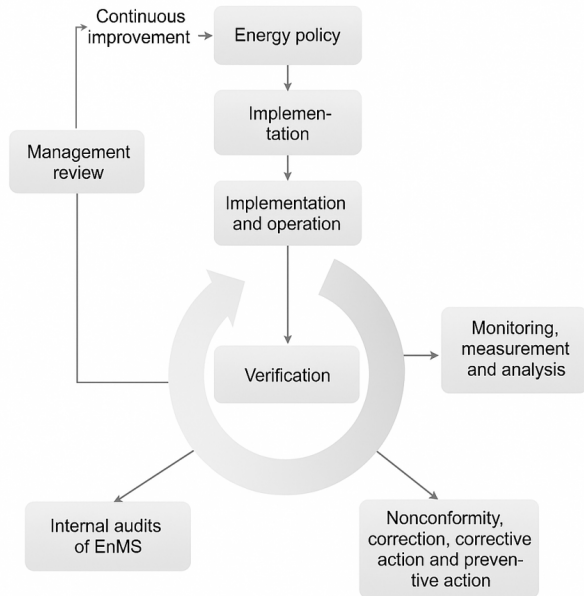 Continuous
improvement
Energy policy
Implemen-
tation
Management
review
Implementation
and operation
Monitoring,
measurement
and analysis
Verification
Internal audits
of EnMS
Nonconformity,
correction, corrective
action and preven-
tive action